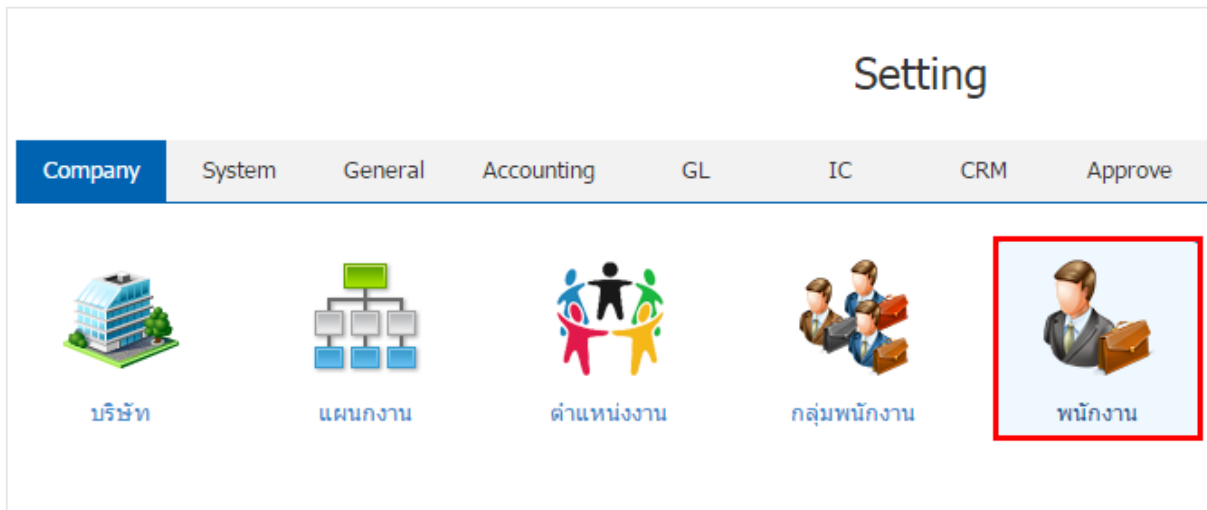 Setting
Company System General Accounting GL IC CRM Approve
บริษัท แผนกงาน ตำแหน่งงาน กลุ่มพนักงาน พนักงาน